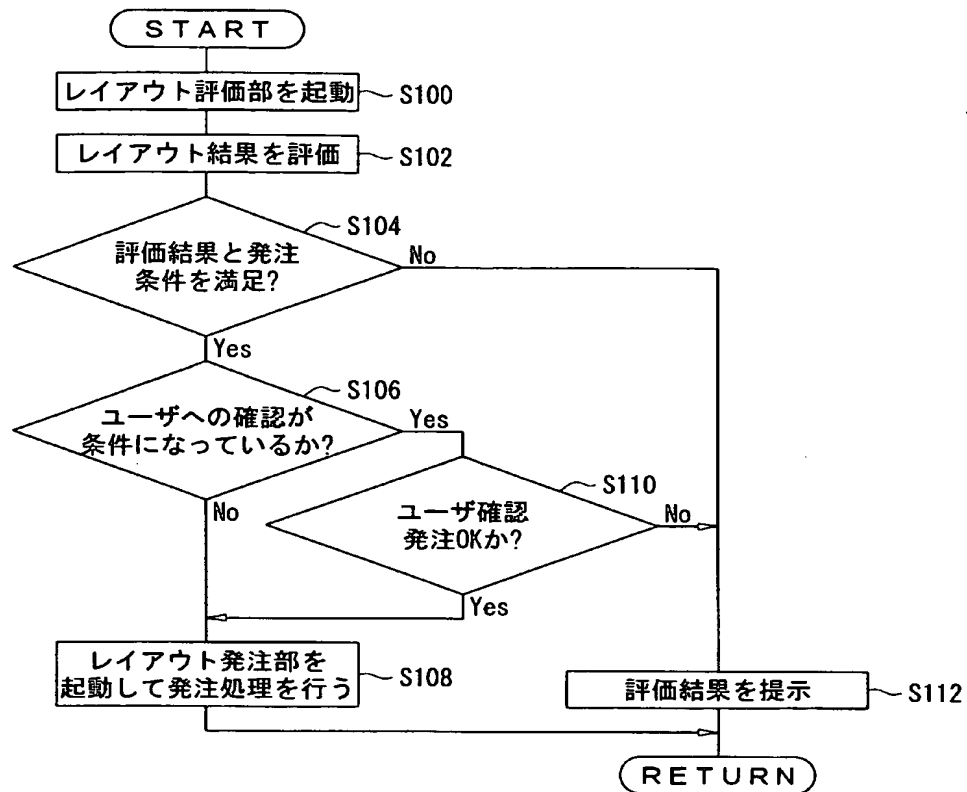 START
レイアウト評価部を起動
S100
レイアウト結果を評価
S102
S104
評価結果と発注
条件を満足?
No
Yes
S106
ユーザへの確認が
条件になっているか?
Yes
No
S110
ユーザ確認
発注OKか?
No
Yes
レイアウト発注部を
起動して発注処理を行う
S108
評価結果を提示
S112
RETURN